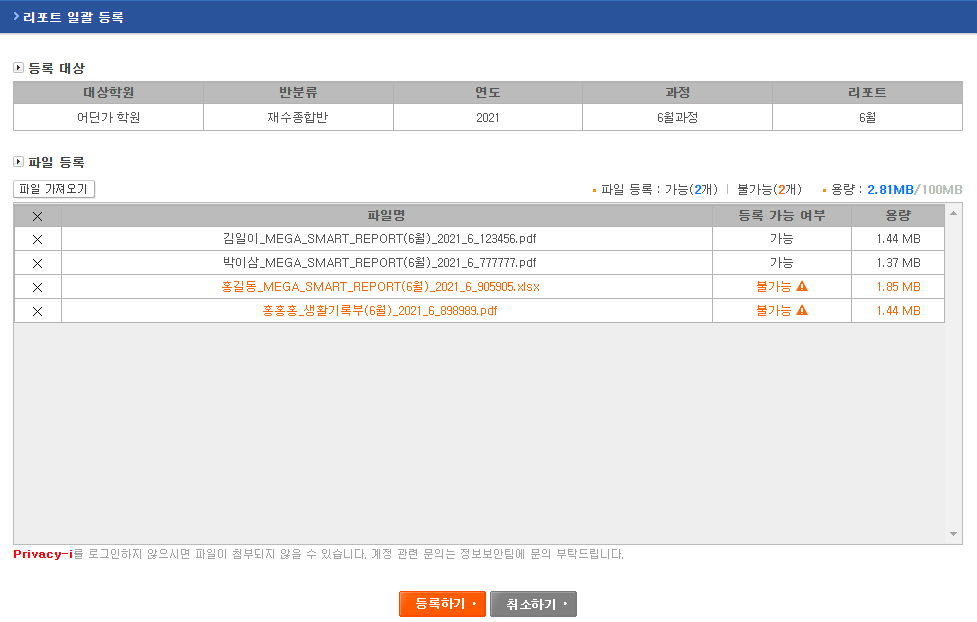 리포트 일괄 등록
등록 대상
대상학원 반분류 연도 과정 리포트
어딘가 학원 재수종합반 2021 6월과정 6월
파일 등록
파일 가져오기 • 파일 등록 : 가능(2개) | 불가능(2개) • 용량 : 2.81MB/100MB
× 파일명 등록 가능 여부 용량
× 김일이_MEGA_SMART_REPORT(6월)_2021_6_123456.pdf 가능 1.44 MB
× 박이삼_MEGA_SMART_REPORT(6월)_2021_6_777777.pdf 가능 1.37 MB
× 홍길동_MEGA_SMART_REPORT(6월)_2021_6_905905.xlsx 불가능 1.85 MB
× 홍홍홍_생활기록부(6월)_2021_6_898989.pdf 불가능 1.44 MB
Privacy-i를 로그인하지 않으시면 파일이 첨부되지 않을 수 있습니다. 계정 관련 문의는 정보보안팀에 문의 부탁드립니다.
등록하기 취소하기